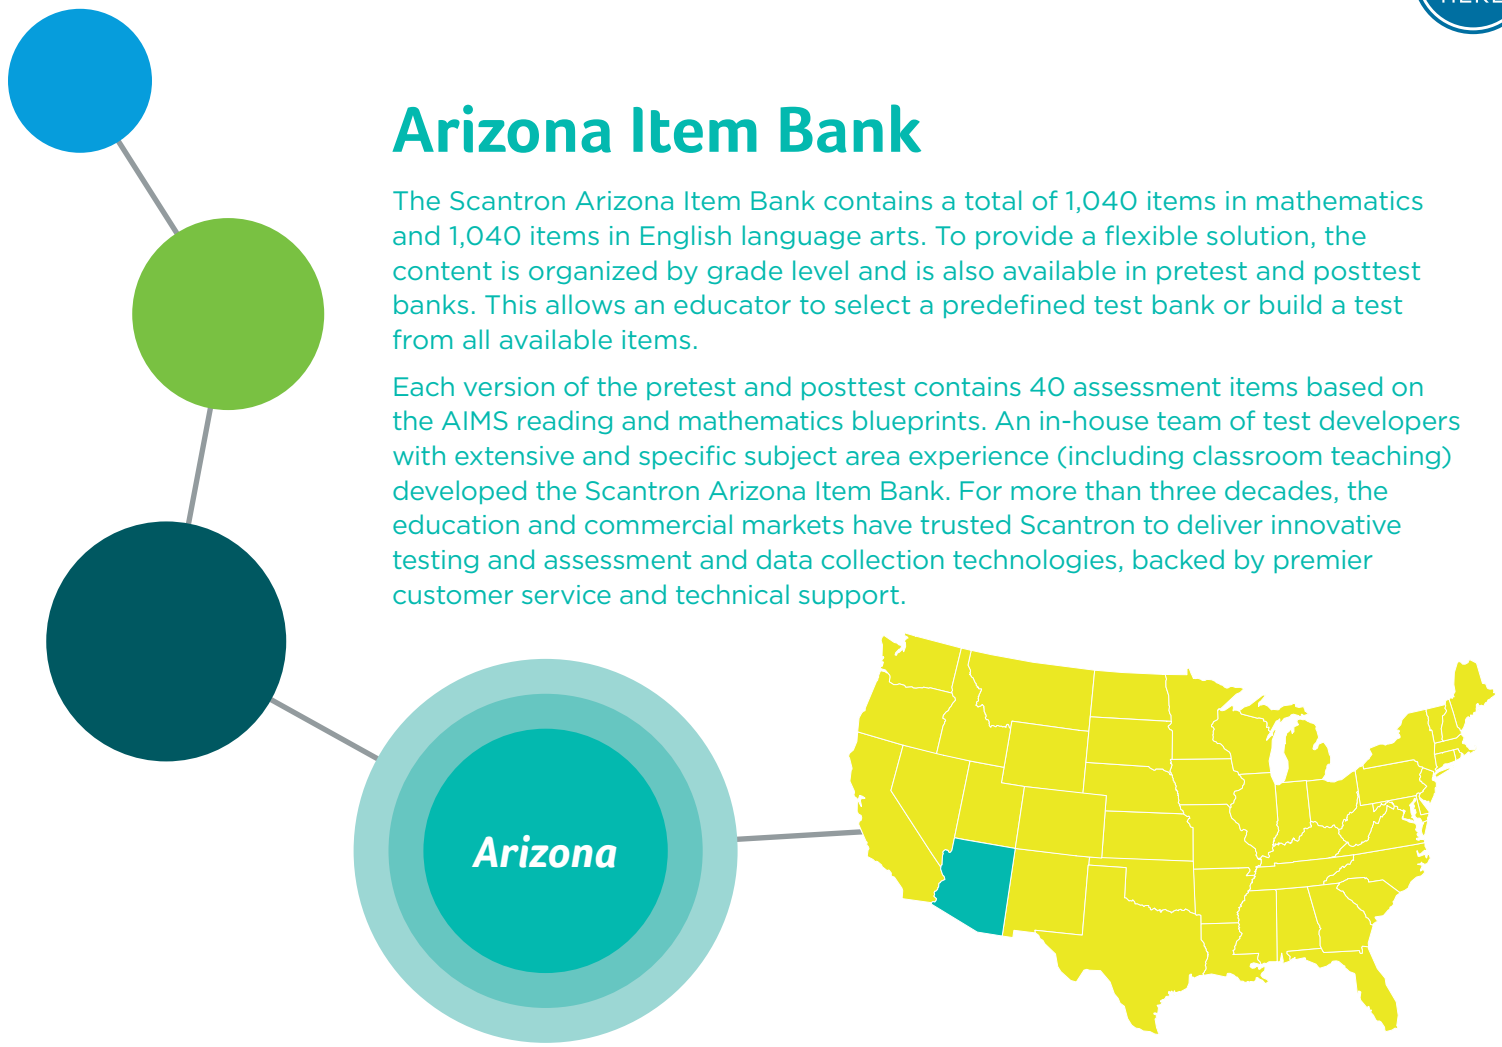 Arizona Item Bank
The Scantron Arizona Item Bank contains a total of 1,040 items in mathematics
and 1,040 items in English language arts. To provide a flexible solution, the
content is organized by grade level and is also available in pretest and posttest
banks. This allows an educator to select a predefined test bank or build a test
from all available items.
Each version of the pretest and posttest contains 40 assessment items based on
the AIMS reading and mathematics blueprints. An in-house team of test developers
with extensive and specific subject area experience (including classroom teaching)
developed the Scantron Arizona Item Bank. For more than three decades, the
education and commercial markets have trusted Scantron to deliver innovative
testing and assessment and data collection technologies, backed by premier
customer service and technical support.
Arizona